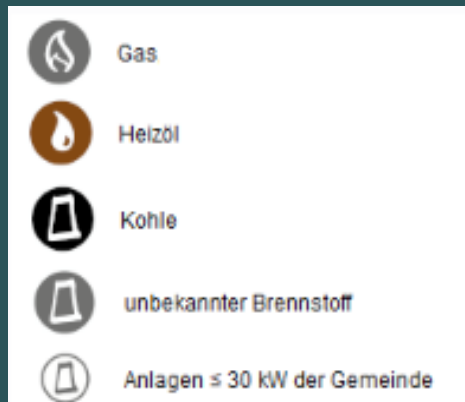 Gas
Heizöl
Kohle
unbekannter Brennstoff
Anlagen ≤ 30 kW der Gemeinde